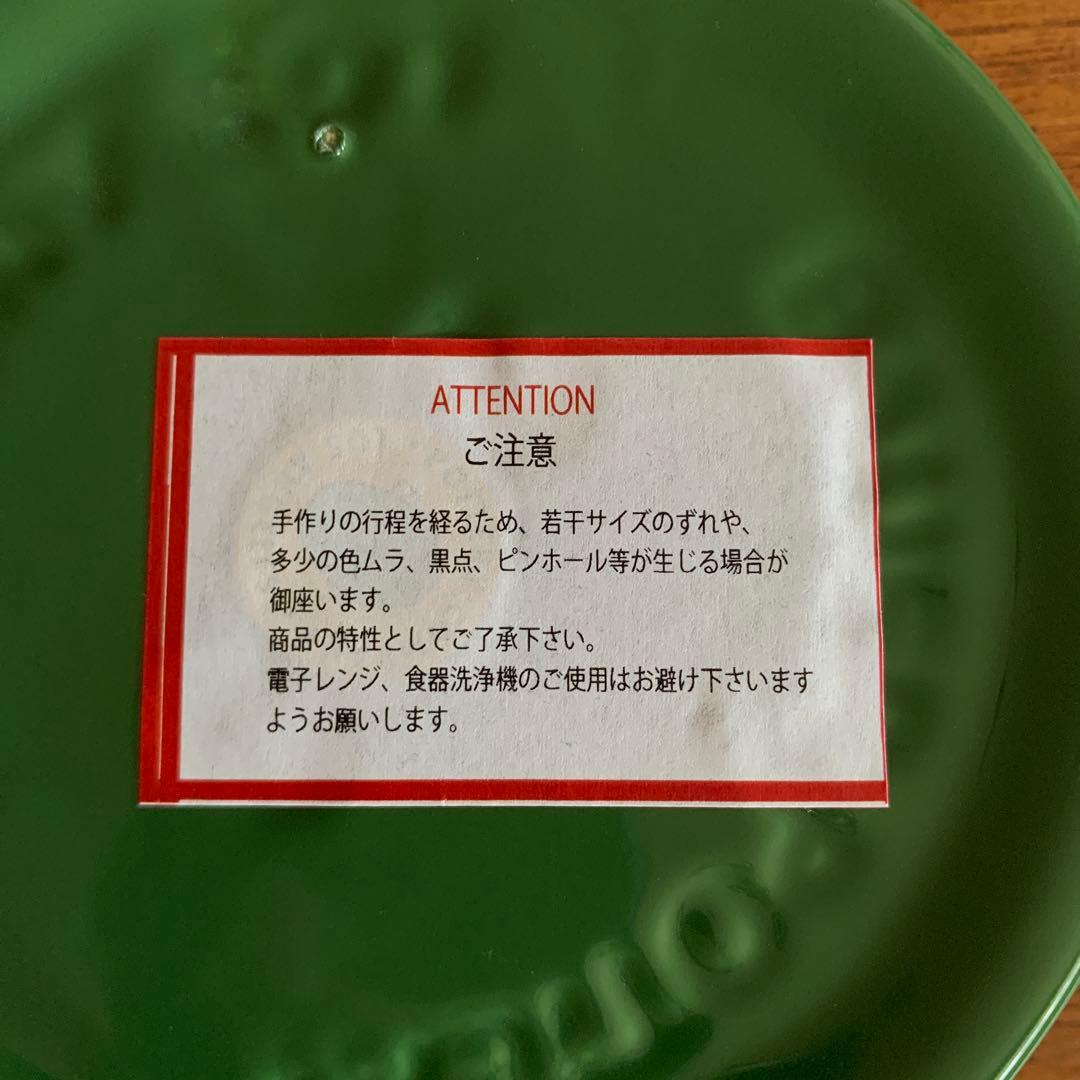 ATTENTION
ご注意
手作りの行程を経るため、若干サイズのずれや、
多少の色ムラ、黒点、ピンホール等が生じる場合が
御座います。
商品の特性としてご了承下さい。
電子レンジ、食器洗浄機のご使用はお避け下さいます
ようお願いします。